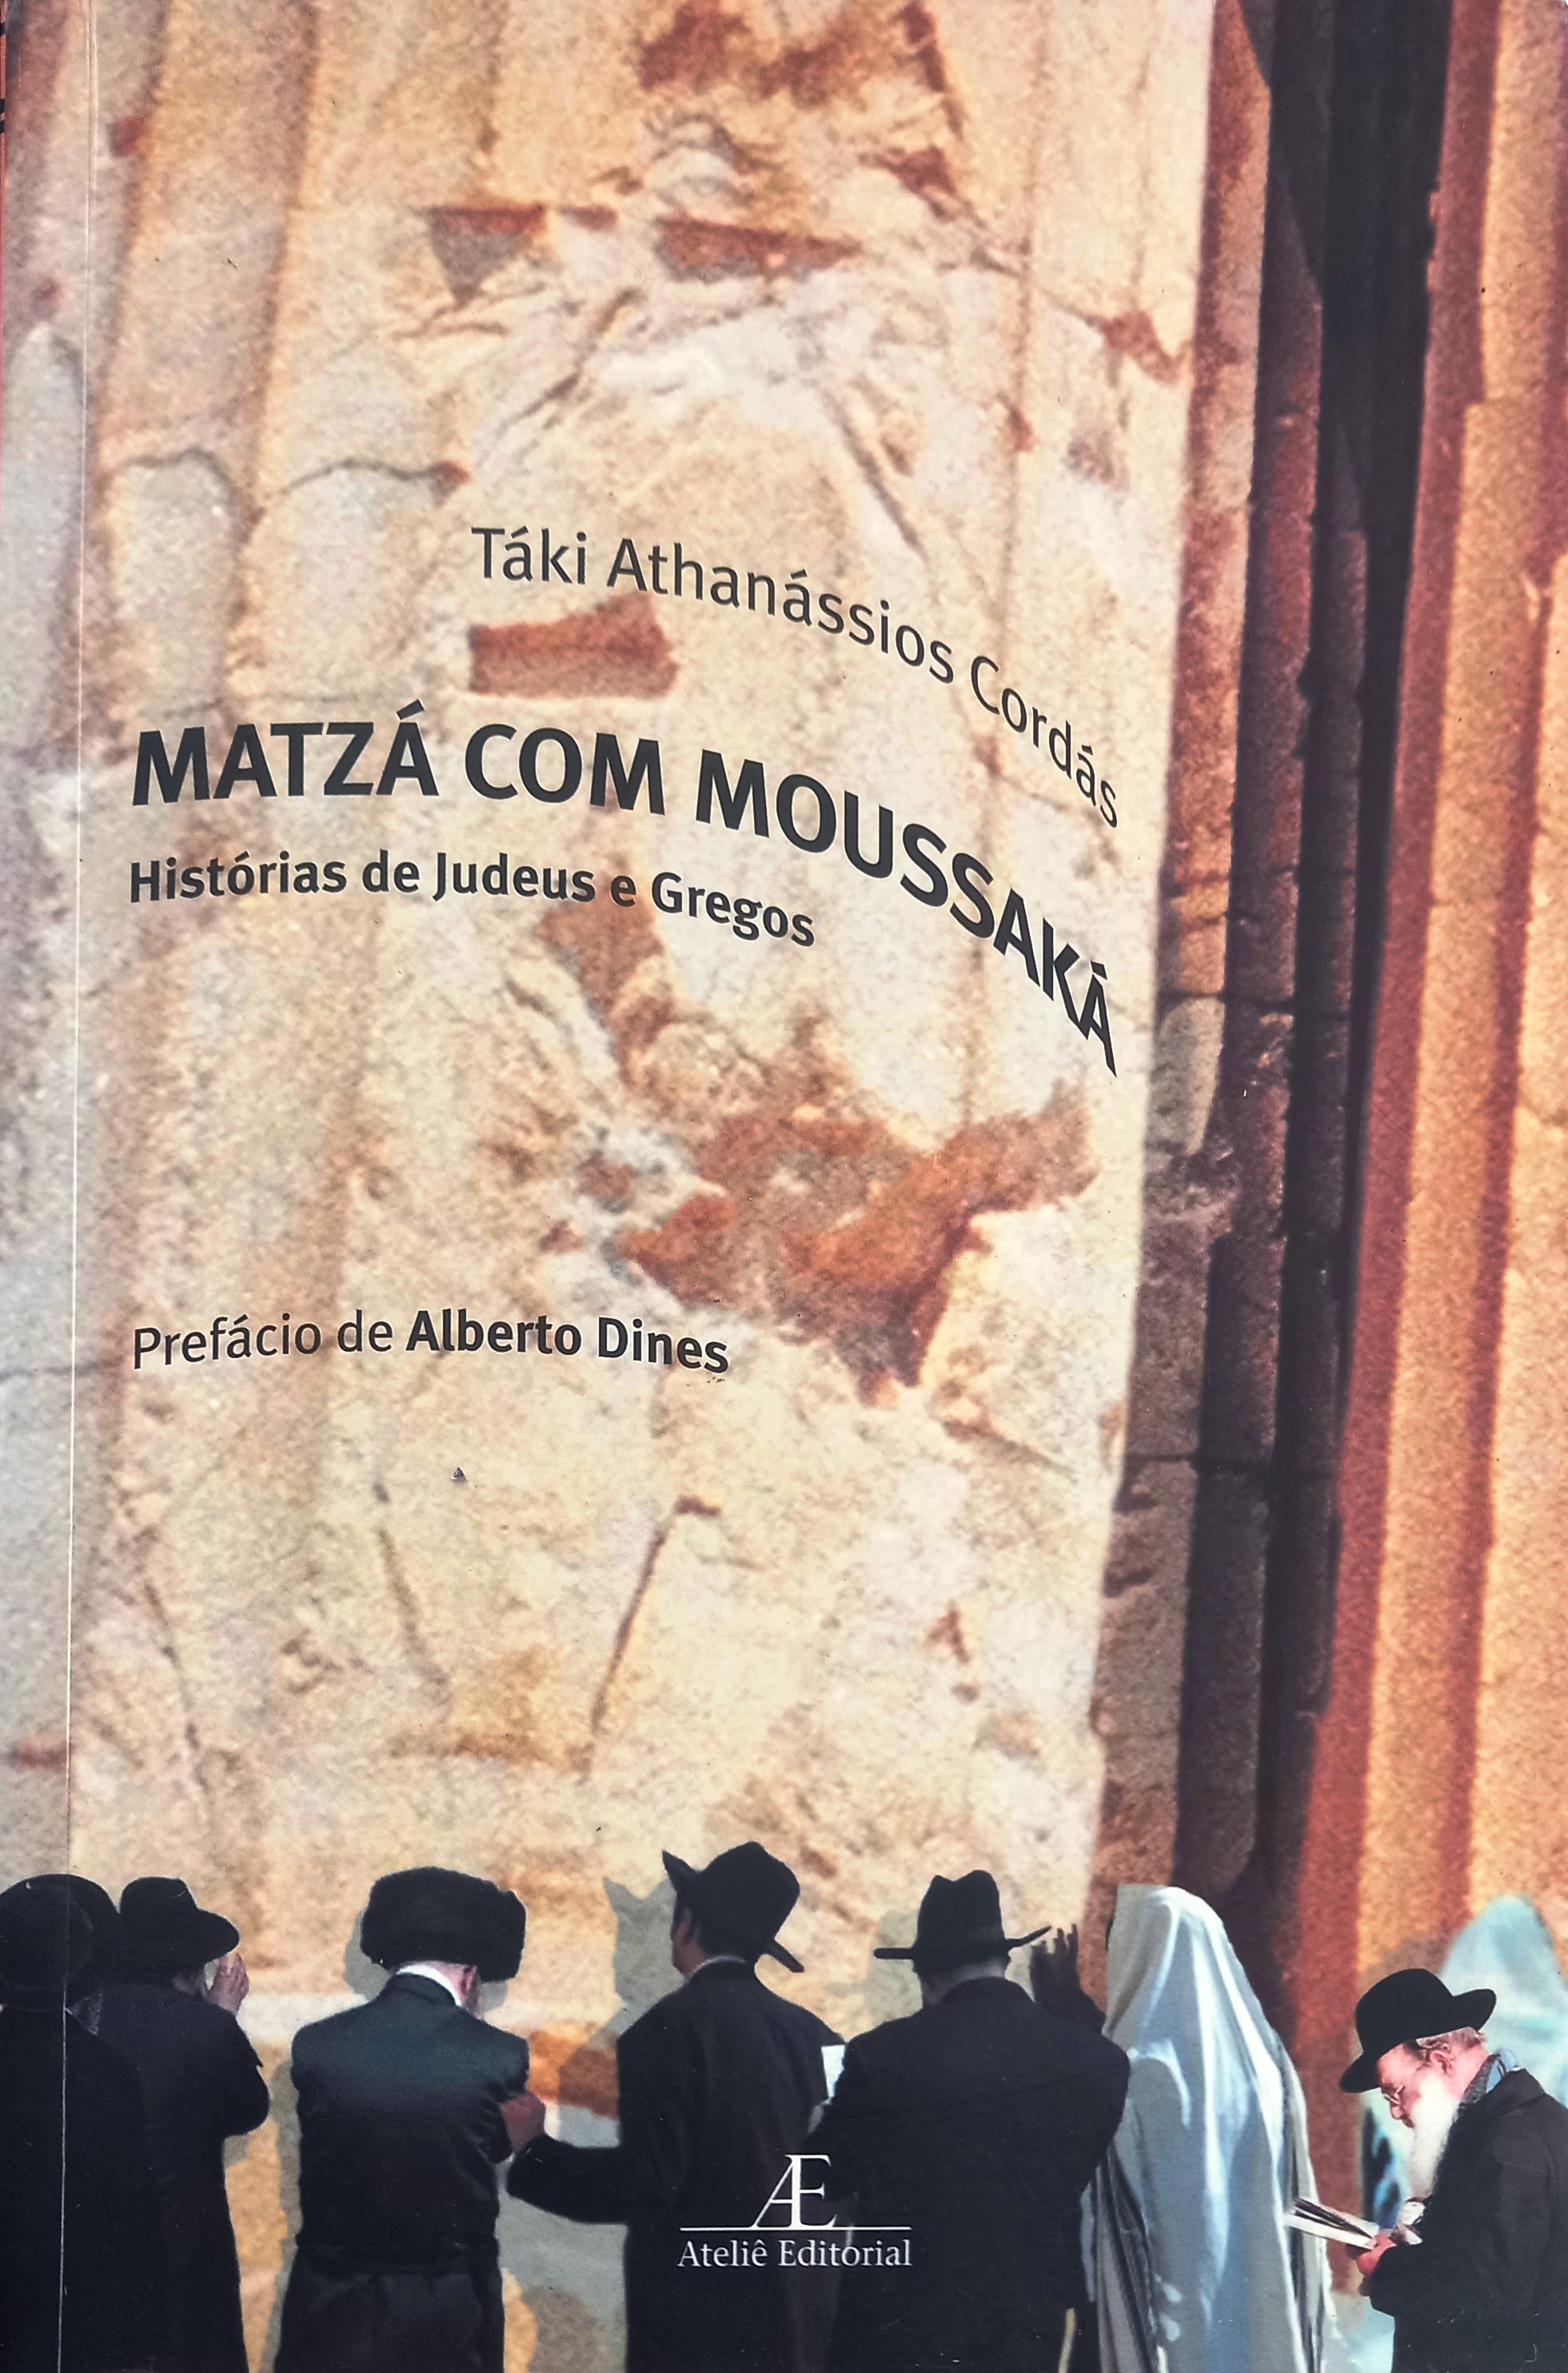 Táki Athanássios Cordás
MATZÁ COM MOUSSAKÁ
Histórias de Judeus e Gregos
Prefácio de Alberto Dines
Æ
Ateliê Editorial